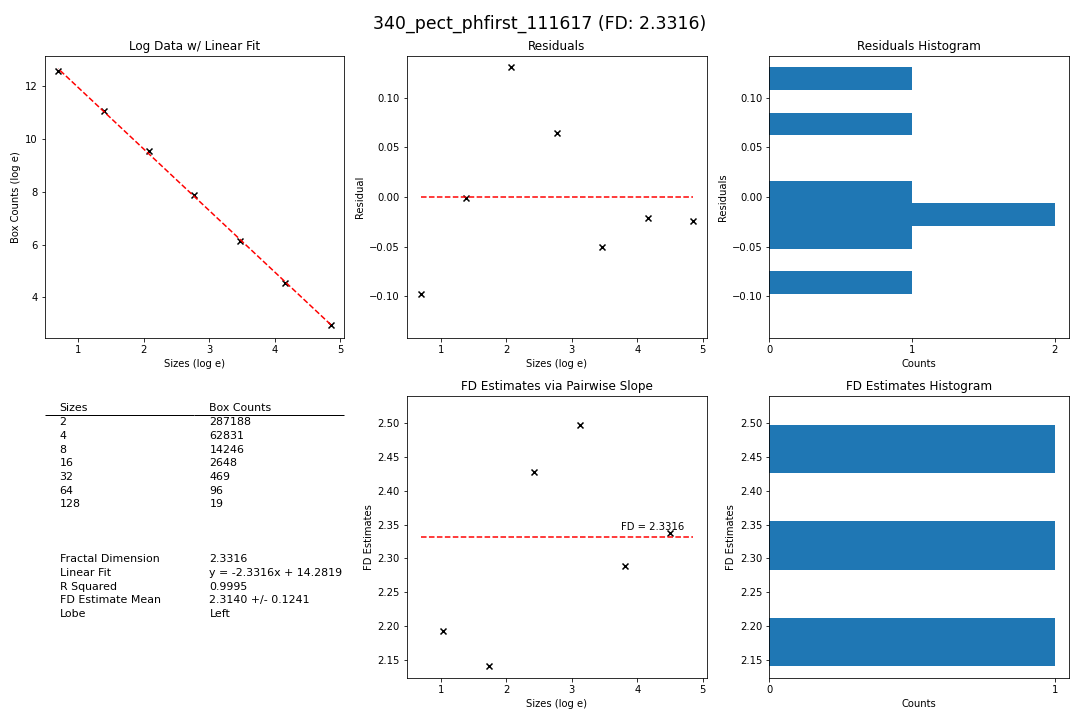 340_pect_phfirst_111617 (FD: 2.3316)
Log Data w/ Linear Fit
Box Counts (log e)
12
10
8
6
4
1 2 3 4 5
Sizes (log e)
Residuals
Residual
0.10
0.05
0.00
−0.05
−0.10
1 2 3 4 5
Sizes (log e)
Residuals Histogram
Residuals
0.10
0.05
0.00
−0.05
−0.10
0 1 2
Counts
Sizes Box Counts
2 287188
4 62831
8 14246
16 2648
32 469
64 96
128 19
Fractal Dimension 2.3316
Linear Fit y = -2.3316x + 14.2819
R Squared 0.9995
FD Estimate Mean 2.3140 +/- 0.1241
Lobe Left
FD Estimates via Pairwise Slope
FD Estimates
2.50
2.45
2.40
2.35
2.30
2.25
2.20
2.15
FD = 2.3316
1 2 3 4 5
Sizes (log e)
FD Estimates Histogram
FD Estimates
2.50
2.45
2.40
2.35
2.30
2.25
2.20
2.15
0 1
Counts